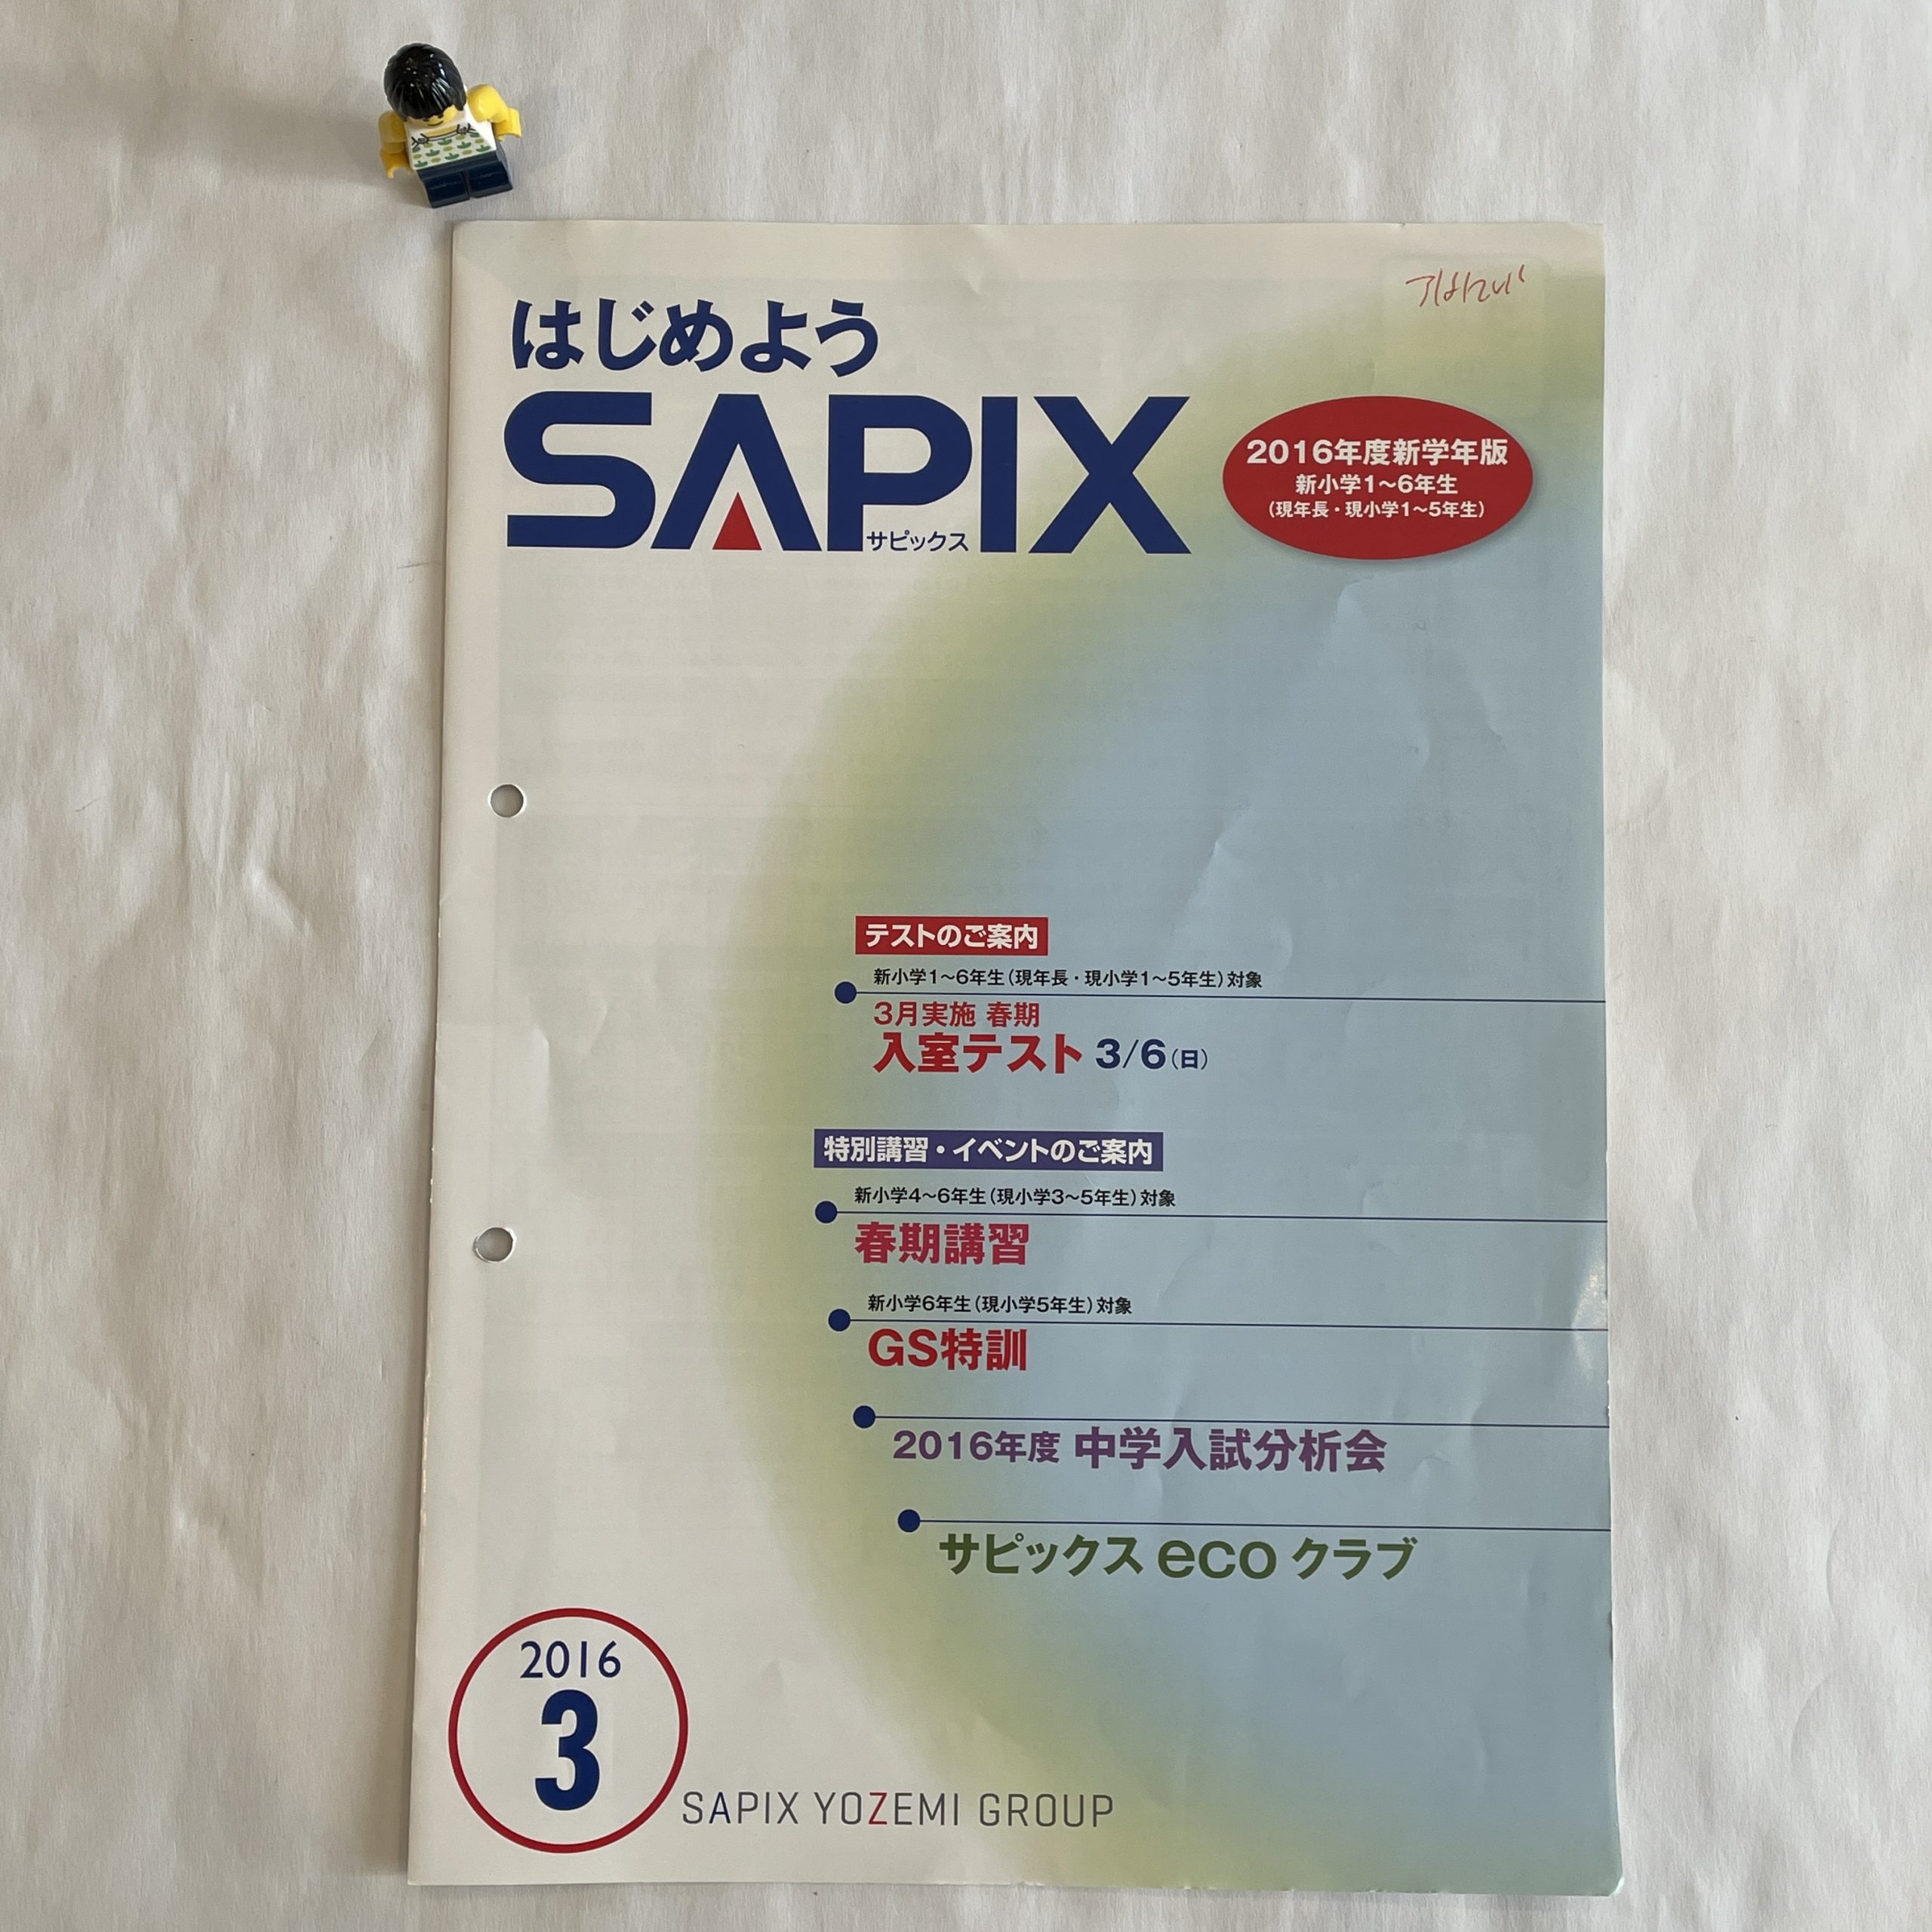 はじめよう
SAPIX
サピックス
2016年度新学年版
新小学1〜6年生
（現年長・現小学1〜5年生）
テストのご案内
新小学1〜6年生（現年長・現小学1〜5年生）対象
3月実施 春期
入室テスト 3/6（日）
特別講習・イベントのご案内
新小学4〜6年生（現小学3〜5年生）対象
春期講習
新小学6年生（現小学5年生）対象
GS特訓
2016年度 中学入試分析会
サピックス eco クラブ
2016
3
SAPIX YOZEMI GROUP